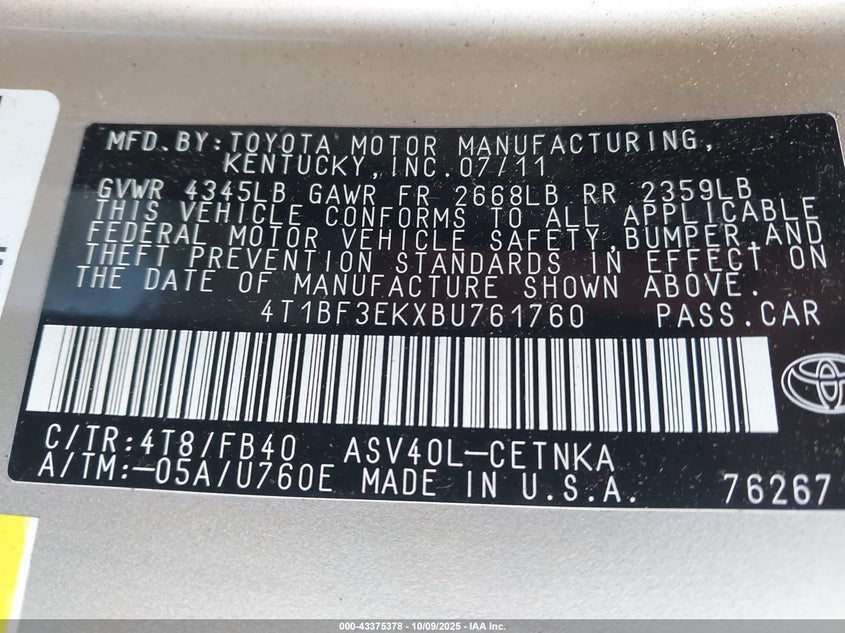 MFD.BY:TOYOTA MOTOR MANUFACTURING,
KENTUCKY,INC.07/11
GVWR 4345LB GAWR FR 2668LB RR 2359LB
THIS VEHICLE CONFORMS TO ALL APPLICABLE
FEDERAL MOTOR VEHICLE SAFETY,BUMPER,AND
THEFT PREVENTION STANDARDS IN EFFECT ON
THE DATE OF MANUFACTURE SHOWN ABOVE.
4T1BF3EKXBU761760 PASS.CAR
C/TR:4T8/FB40 ASV40L-CETNKA
A/TM:-05A/U760E MADE IN U.S.A. 76267
000-43375378 - 10/09/2025 - IAA Inc.